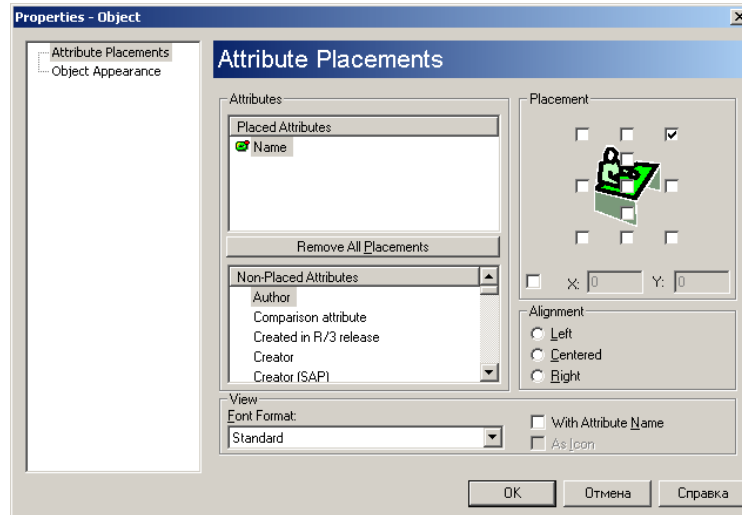 Properties - Object
Attribute Placements
Object Appearance
Attribute Placements
Attributes
Placed Attributes
Name
Remove All Placements
Non-Placed Attributes
Author
Comparison attribute
Created in R/3 release
Creator
Creator (SAP)
Placement
X: 0 Y: 0
Alignment
Left
Centered
Right
View
Font Format:
Standard
With Attribute Name
As Icon
OK Отмена Справка